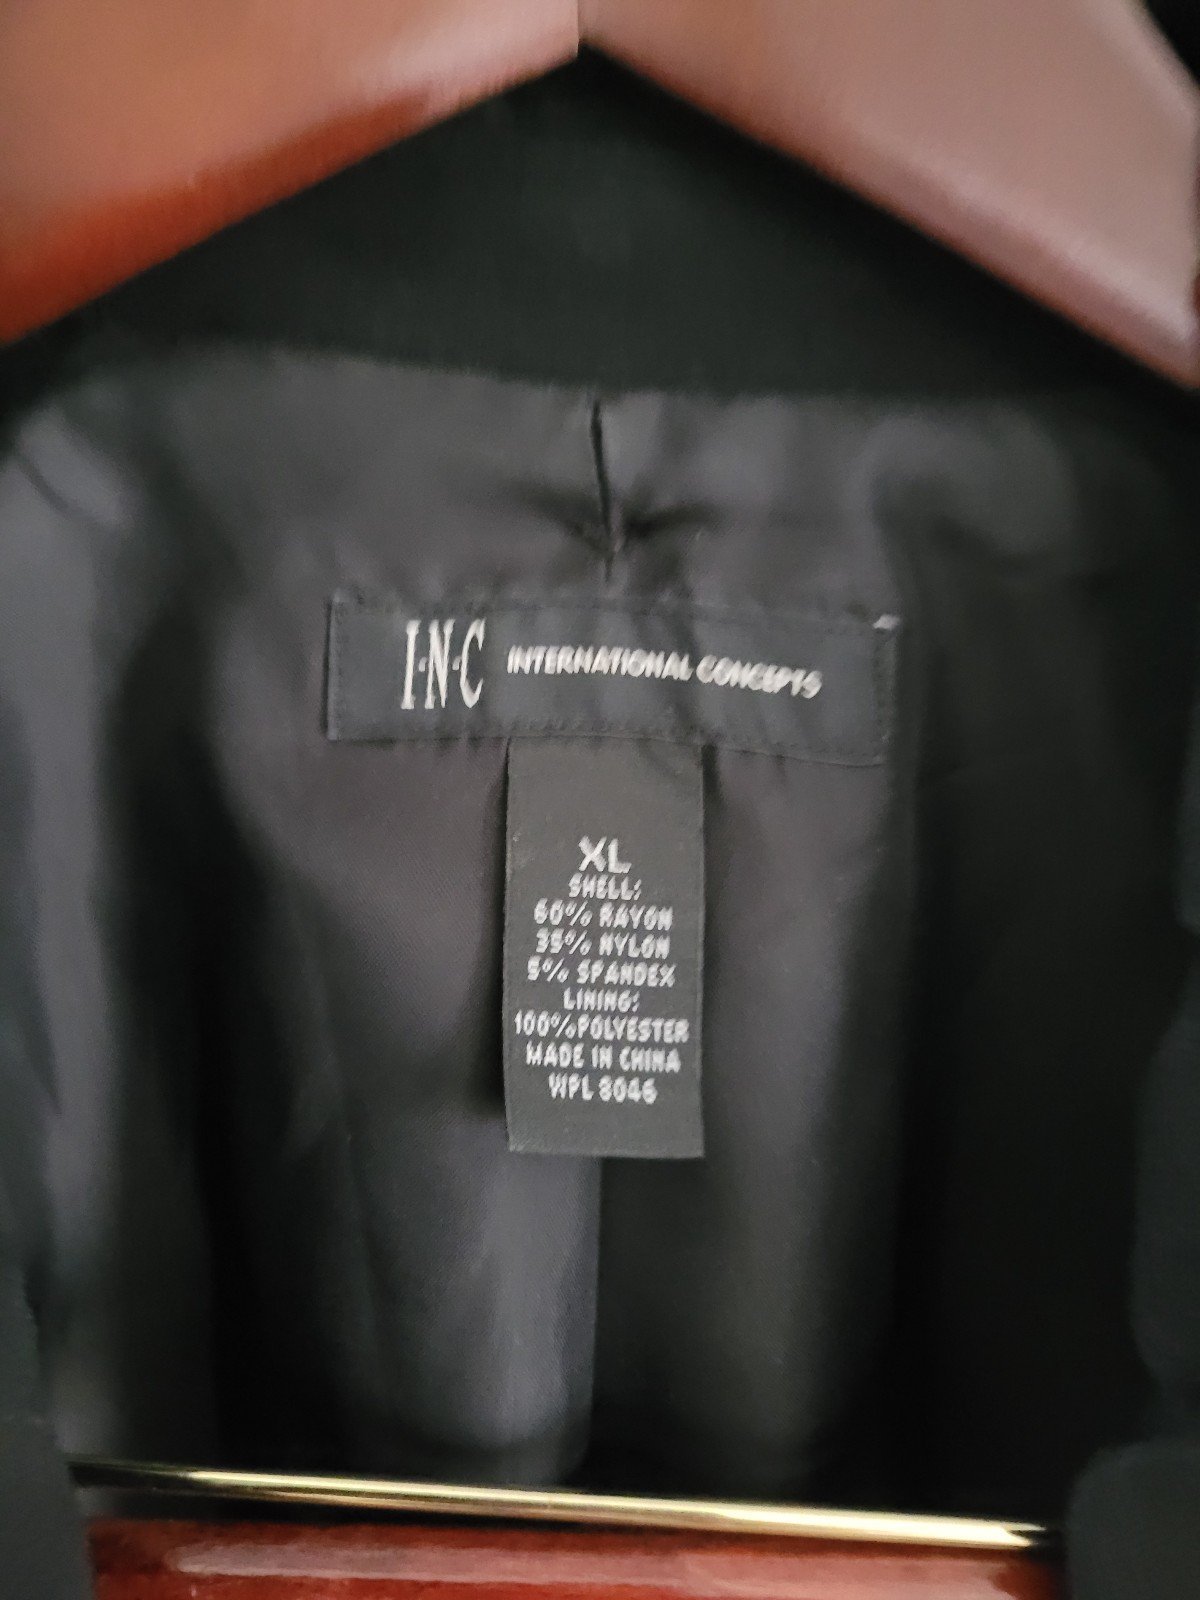 I·N·C INTERNATIONAL CONCEPTS
XL
SHELL:
60% RAYON
35% NYLON
5% SPANDEX
LINING:
100%POLYESTER
MADE IN CHINA
WPL 8046